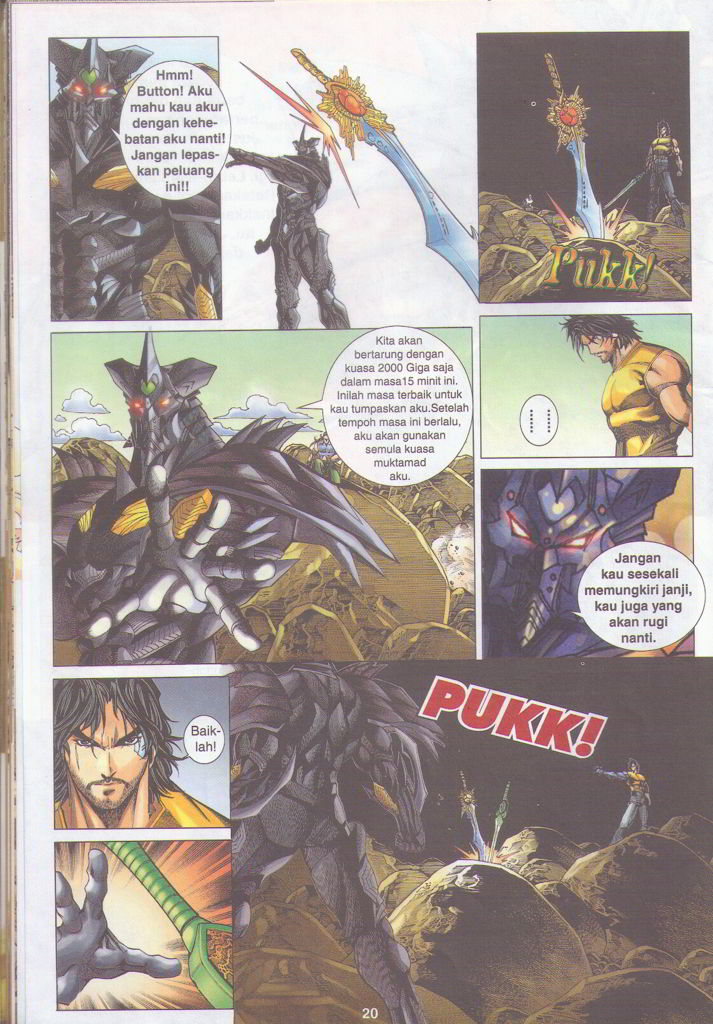 Hmm!
Button! Aku
mahu kau akur
dengan kehe-
batan aku nanti!
Jangan lepas-
kan peluang
ini!!
Pukk!
Kita akan
bertarung dengan
kuasa 2000 Giga saja
dalam masa15 minit ini.
Inilah masa terbaik untuk
kau tumpaskan aku.Setelah
tempoh masa ini berlalu,
aku akan gunakan
semula kuasa
muktamad
aku.
Jangan
kau sesekali
memungkiri janji,
kau juga yang
akan rugi
nanti.
Baik-
lah!
PUKK!
20